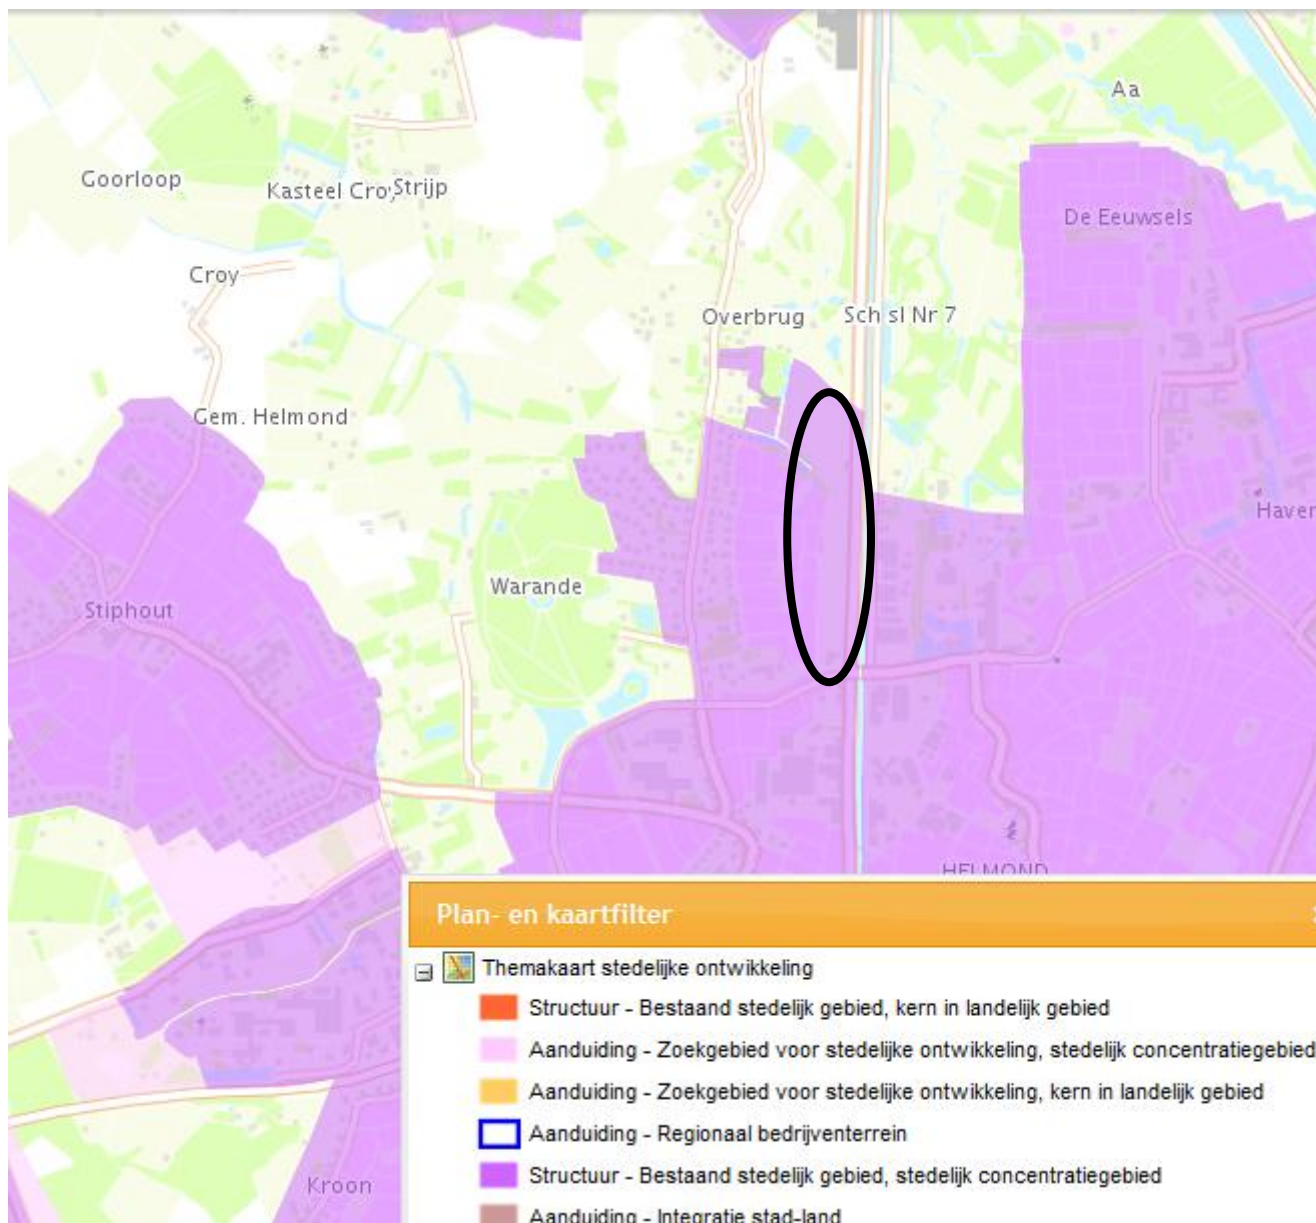 Aa
Goorloop
Kasteel Cro
Strijp
De Eeuwsels
Croy
Overbrug
Sch sl Nr 7
Gem. Helmond
Haven
Warande
Stiphout
HELMOND
Plan- en kaartfilter
Themakaart stedelijke ontwikkeling
Structuur - Bestaand stedelijk gebied, kern in landelijk gebied
Aanduiding - Zoekgebied voor stedelijke ontwikkeling, stedelijk concentratiegebied
Aanduiding - Zoekgebied voor stedelijke ontwikkeling, kern in landelijk gebied
Aanduiding - Regionaal bedrijventerrein
Structuur - Bestaand stedelijk gebied, stedelijk concentratiegebied
Kroon
Aanduiding - Integratie stad-land